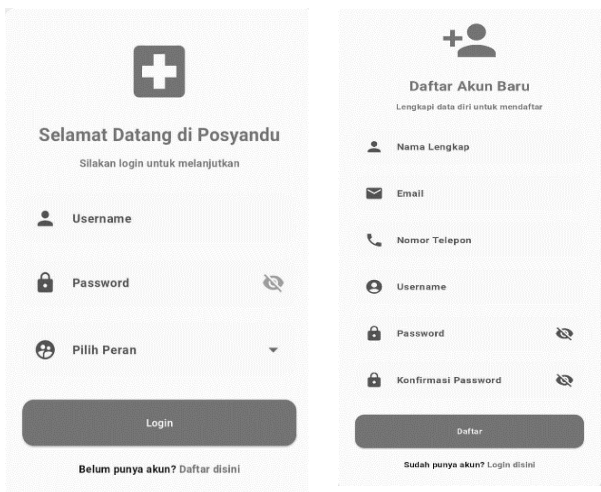 Selamat Datang di Posyandu
Silakan login untuk melanjutkan
Username
Password
Pilih Peran
Login
Belum punya akun? Daftar disini
Daftar Akun Baru
Lengkapi data diri untuk mendaftar
Nama Lengkap
Email
Nomor Telepon
Username
Password
Konfirmasi Password
Daftar
Sudah punya akun? Login disini